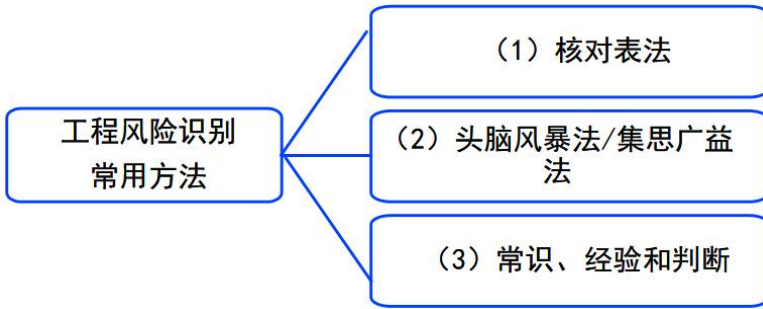 工程风险识别
常用方法
（1）核对表法
（2）头脑风暴法/集思广益
法
（3）常识、经验和判断